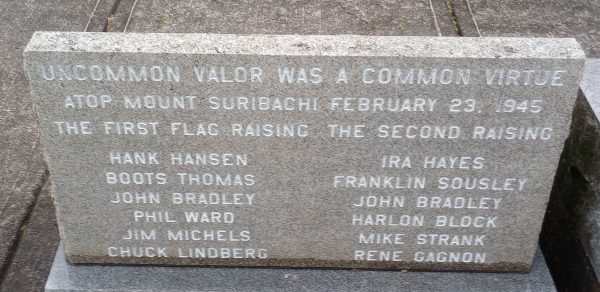 UNCOMMON VALOR WAS A COMMON VIRTUE
ATOP MOUNT SURIBACHI FEBRUARY 23, 1945
THE FIRST FLAG RAISING
HANK HANSEN
BOOTS THOMAS
JOHN BRADLEY
PHIL WARD
JIM MICHELS
CHUCK LINDBERG
THE SECOND RAISING
IRA HAYES
FRANKLIN SOUSLEY
JOHN BRADLEY
HARLON BLOCK
MIKE STRANK
RENE GAGNON